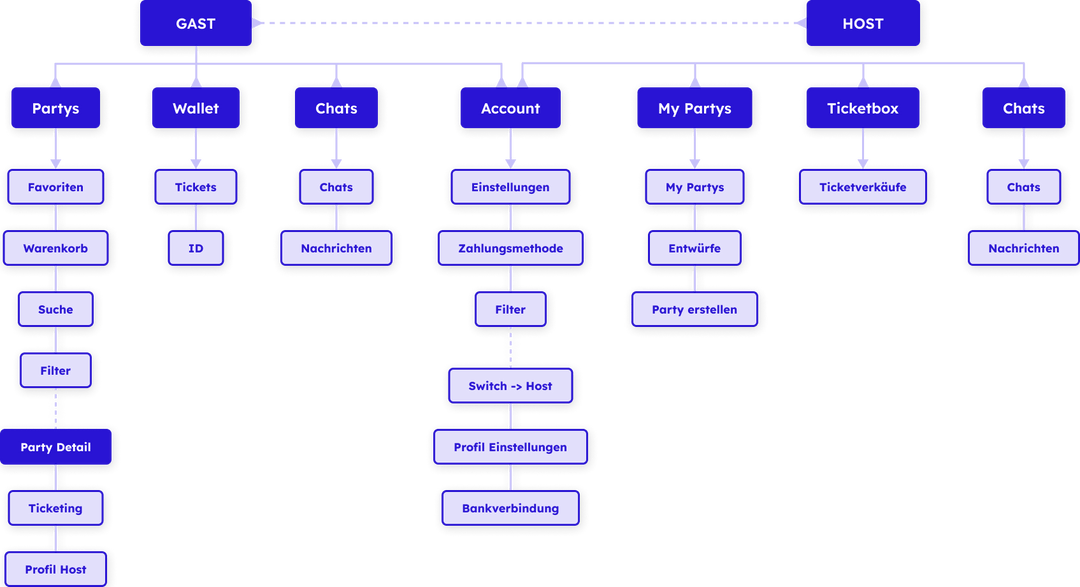 GAST
HOST
Partys
Wallet
Chats
Account
My Partys
Ticketbox
Chats
Favoriten
Tickets
Chats
Einstellungen
My Partys
Ticketverkäufe
Chats
Warenkorb
ID
Nachrichten
Zahlungsmethode
Entwürfe
Nachrichten
Suche
Filter
Party erstellen
Filter
Switch -> Host
Party Detail
Profil Einstellungen
Ticketing
Bankverbindung
Profil Host